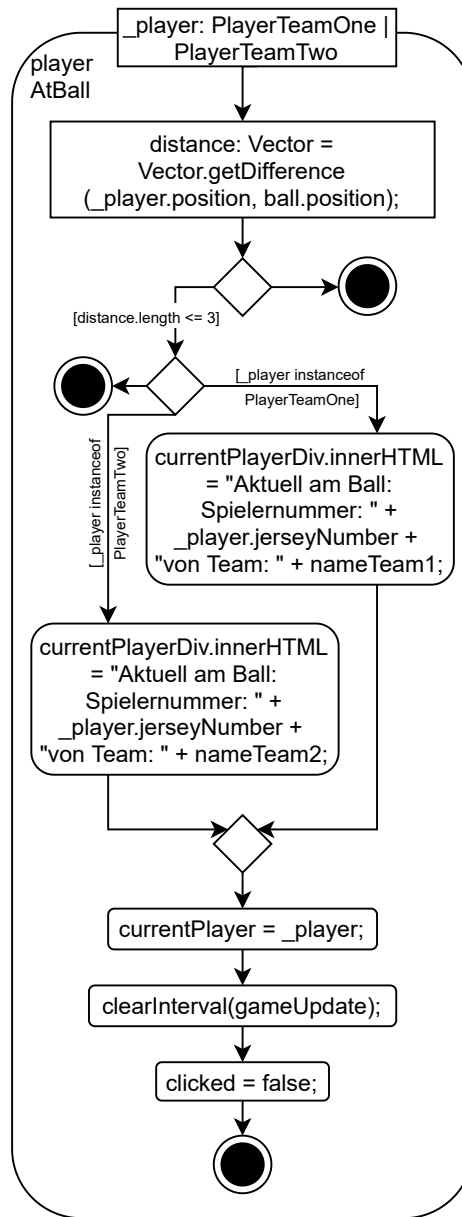 _player: PlayerTeamOne |
PlayerTeamTwo
player
AtBall
distance: Vector =
Vector.getDifference
(_player.position, ball.position);
[distance.length <= 3]
[_player instanceof
PlayerTeamOne]
[_player instanceof
PlayerTeamTwo]
currentPlayerDiv.innerHTML
= "Aktuell am Ball:
Spielernummer: " +
_player.jerseyNumber +
"von Team: " + nameTeam1;
currentPlayerDiv.innerHTML
= "Aktuell am Ball:
Spielernummer: " +
_player.jerseyNumber +
"von Team: " + nameTeam2;
currentPlayer = _player;
clearInterval(gameUpdate);
clicked = false;